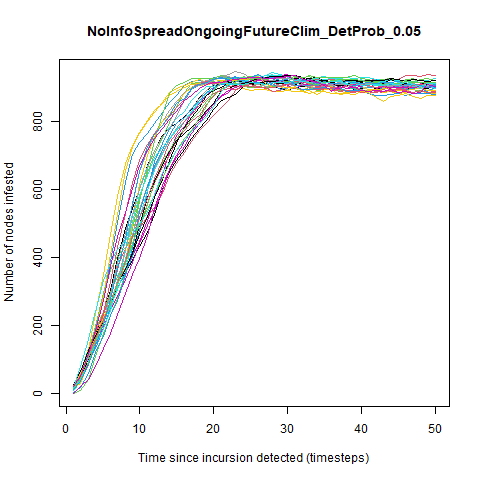 NoInfoSpreadOngoingFutureClim_DetProb_0.05
Number of nodes infested
800
600
400
200
0
0 10 20 30 40 50
Time since incursion detected (timesteps)